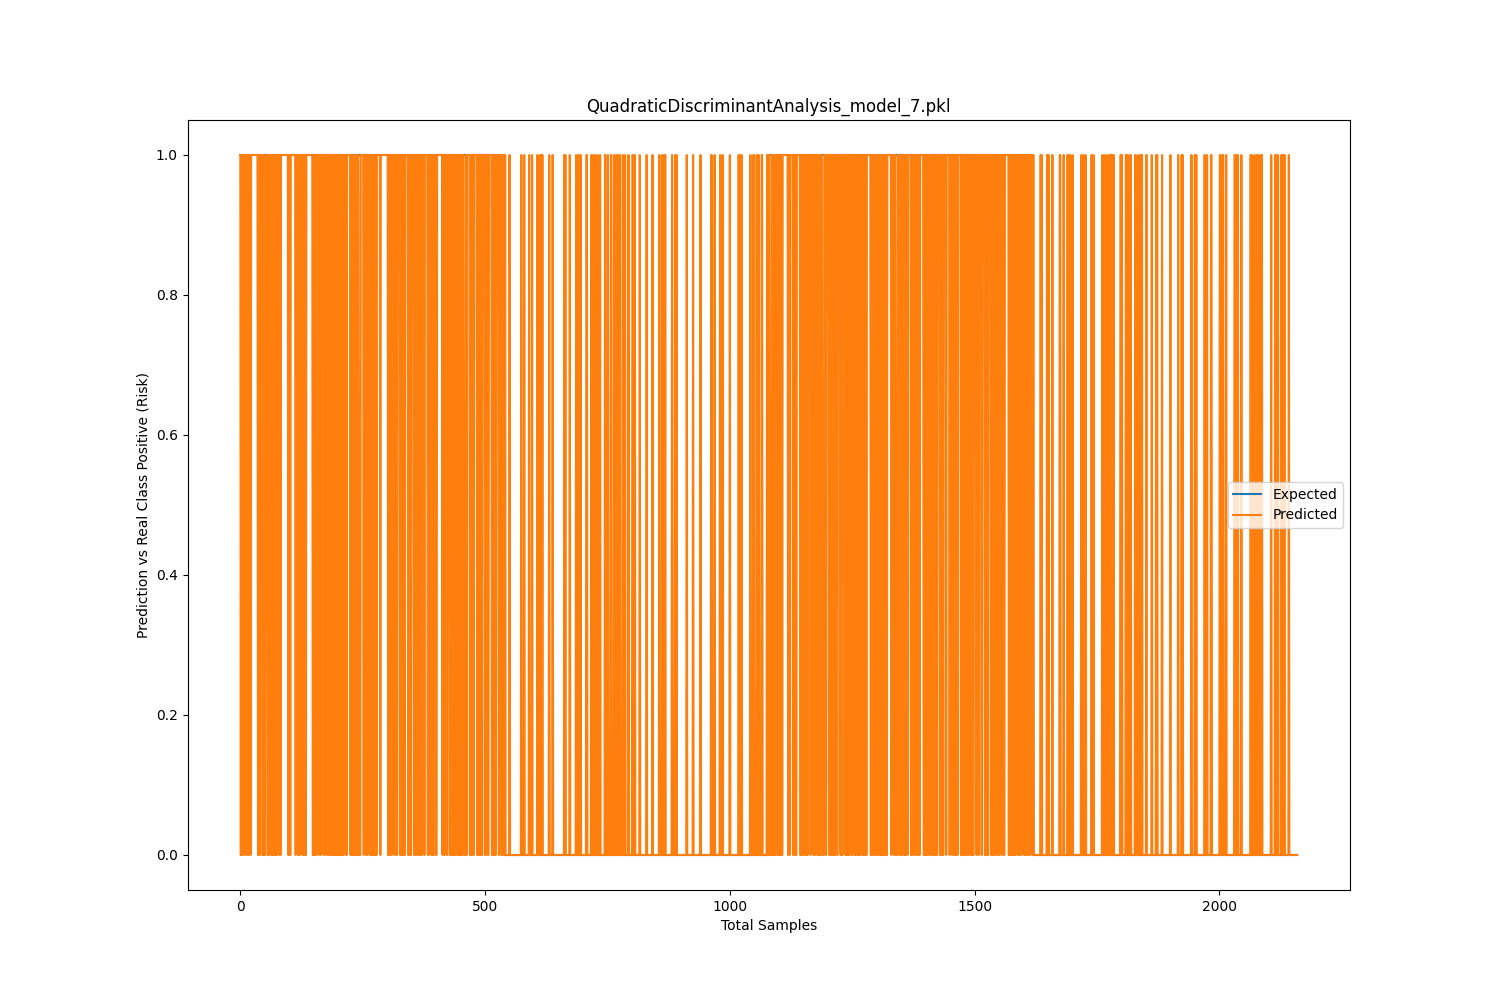 QuadraticDiscriminantAnalysis_model_7.pkl
1.0
0.8
0.6
0.4
0.2
0.0
Prediction vs Real Class Positive (Risk)
Expected
Predicted
0
500
1000
1500
2000
Total Samples